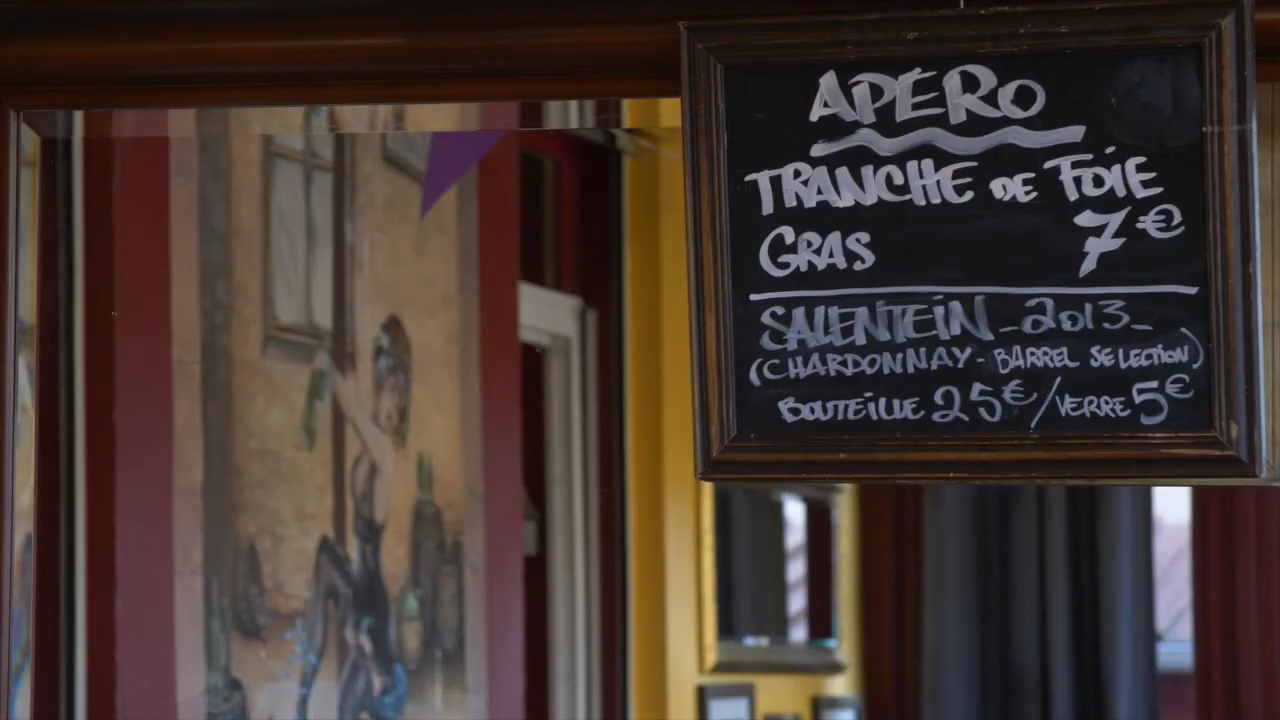 APERO
TRANCHE DE FOIE
GRAS 7€
SALENTEIN_2013_
(CHARDONNAY - BARREL SELECTION)
BOUTEILLE 25€/VERRE 5€